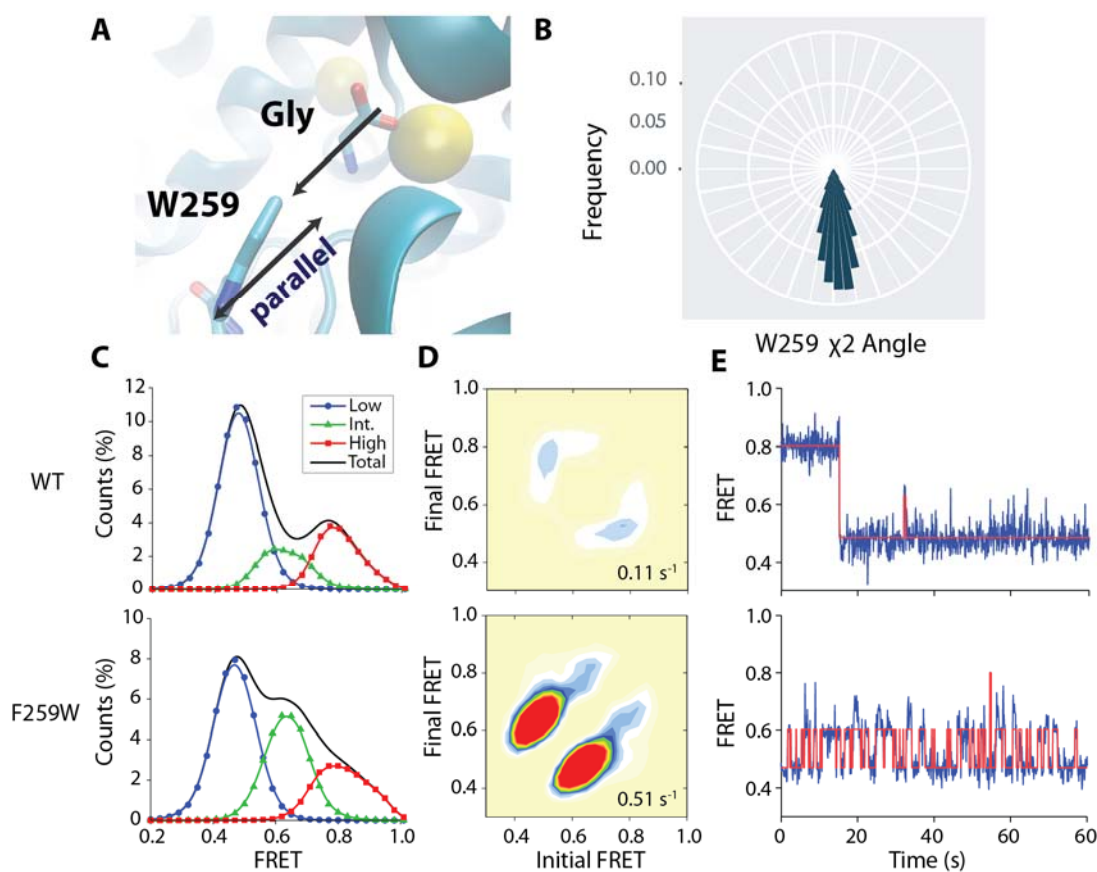 A
Gly
W259
parallel
B
Frequency
0.10
0.05
0.00
W259 χ2 Angle
C
D
E
WT
Counts (%)
12
10
8
6
4
2
0
Low
Int.
High
Total
Final FRET
1.0
0.8
0.6
0.4
0.11 s-1
FRET
1.0
0.8
0.6
0.4
F259W
Counts (%)
10
8
6
4
2
0
0.2 0.4 0.6 0.8 1.0
FRET
Final FRET
1.0
0.8
0.6
0.4
0.51 s-1
0.4 0.6 0.8 1.0
Initial FRET
FRET
1.0
0.8
0.6
0.4
0 20 40 60
Time (s)